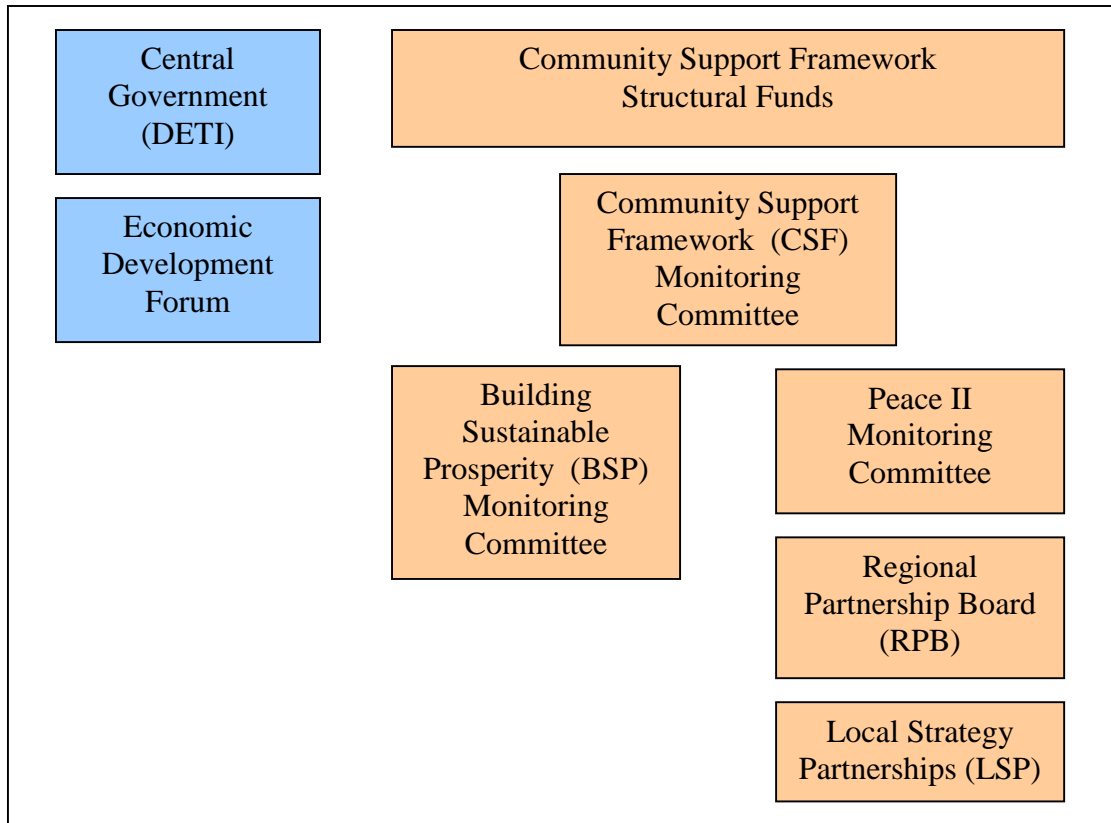 Central
Government
(DETI)
Community Support Framework
Structural Funds
Economic
Development
Forum
Community Support
Framework  (CSF)
Monitoring
Committee
Building
Sustainable
Prosperity  (BSP)
Monitoring
Committee
Peace II
Monitoring
Committee
Regional
Partnership Board
(RPB)
Local Strategy
Partnerships (LSP)